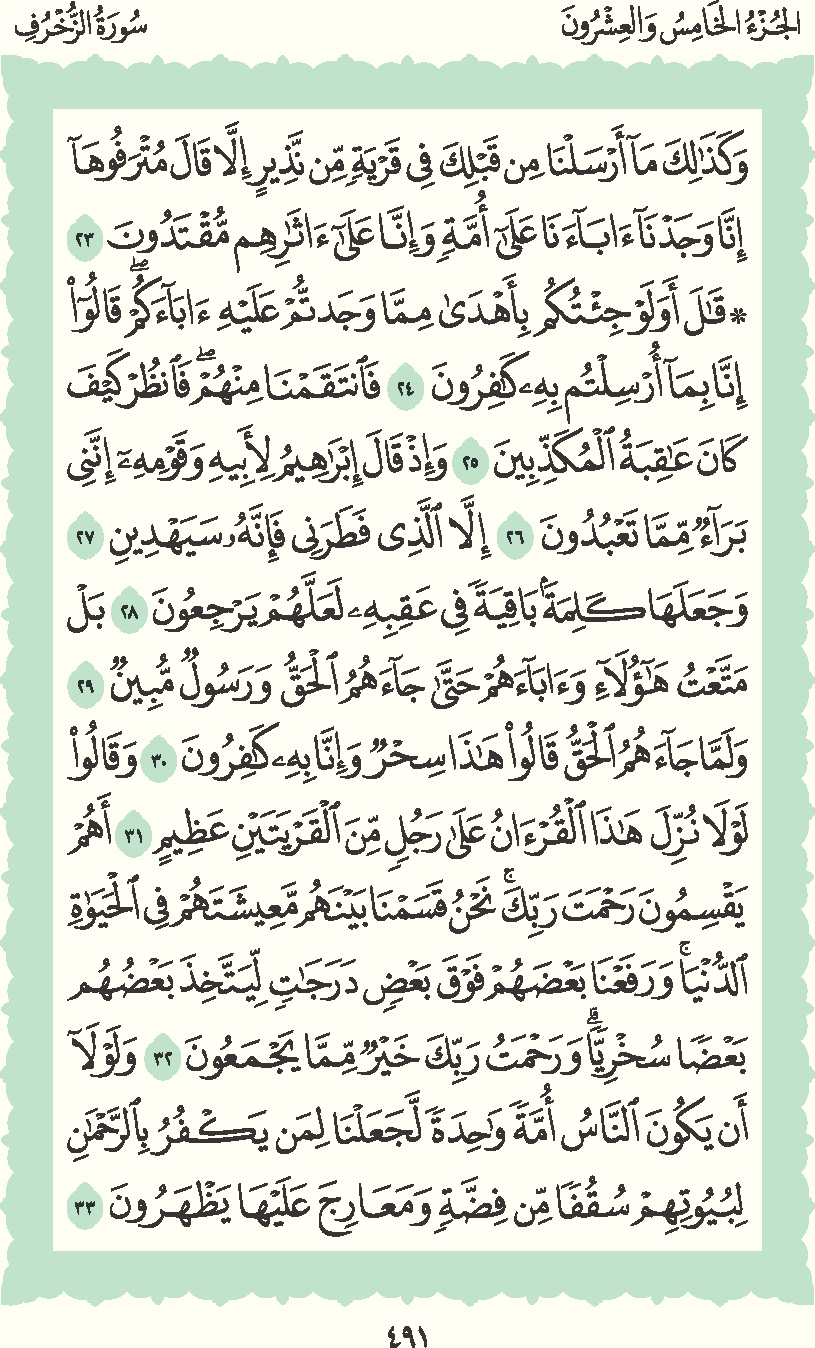 الجُزْءُ الخَامِسُ وَالعِشْرُونَ سُورَةُ الزُّخْرُفِ
وَكَذَٰلِكَ مَآ أَرْسَلْنَا مِن قَبْلِكَ فِى قَرْيَةٍ مِّن نَّذِيرٍ إِلَّا قَالَ مُتْرَفُوهَآ
إِنَّا وَجَدْنَآ ءَابَآءَنَا عَلَىٰٓ أُمَّةٍ وَإِنَّا عَلَىٰٓ ءَاثَٰرِهِم مُّقْتَدُونَ ٢٣
۞ قَٰلَ أَوَلَوْ جِئْتُكُم بِأَهْدَىٰ مِمَّا وَجَدتُّمْ عَلَيْهِ ءَابَآءَكُمْۖ قَالُوٓا۟
إِنَّا بِمَآ أُرْسِلْتُم بِهِۦ كَٰفِرُونَ ٢٤ فَٱنتَقَمْنَا مِنْهُمْۖ فَٱنظُرْ كَيْفَ
كَانَ عَٰقِبَةُ ٱلْمُكَذِّبِينَ ٢٥ وَإِذْ قَالَ إِبْرَٰهِيمُ لِأَبِيهِ وَقَوْمِهِۦٓ إِنَّنِى
بَرَآءٌ مِّمَّا تَعْبُدُونَ ٢٦ إِلَّا ٱلَّذِى فَطَرَنِى فَإِنَّهُۥ سَيَهْدِينِ ٢٧
وَجَعَلَهَا كَلِمَةًۢ بَاقِيَةً فِى عَقِبِهِۦ لَعَلَّهُمْ يَرْجِعُونَ ٢٨ بَلْ
مَتَّعْتُ هَٰٓؤُلَآءِ وَءَابَآءَهُمْ حَتَّىٰ جَآءَهُمُ ٱلْحَقُّ وَرَسُولٌ مُّبِينٌ ٢٩
وَلَمَّا جَآءَهُمُ ٱلْحَقُّ قَالُوا۟ هَٰذَا سِحْرٌ وَإِنَّا بِهِۦ كَٰفِرُونَ ٣٠ وَقَالُوا۟
لَوْلَا نُزِّلَ هَٰذَا ٱلْقُرْءَانُ عَلَىٰ رَجُلٍ مِّنَ ٱلْقَرْيَتَيْنِ عَظِيمٍ ٣١ أَهُمْ
يَقْسِمُونَ رَحْمَتَ رَبِّكَۚ نَحْنُ قَسَمْنَا بَيْنَهُم مَّعِيشَتَهُمْ فِى ٱلْحَيَوٰةِ
ٱلدُّنْيَاۚ وَرَفَعْنَا بَعْضَهُمْ فَوْقَ بَعْضٍ دَرَجَٰتٍ لِّيَتَّخِذَ بَعْضُهُم
بَعْضًا سُخْرِيًّاۗ وَرَحْمَتُ رَبِّكَ خَيْرٌ مِّمَّا يَجْمَعُونَ ٣٢ وَلَوْلَآ
أَن يَكُونَ ٱلنَّاسُ أُمَّةً وَٰحِدَةً لَّجَعَلْنَا لِمَن يَكْفُرُ بِٱلرَّحْمَٰنِ
لِبُيُوتِهِمْ سُقُفًا مِّن فِضَّةٍ وَمَعَارِجَ عَلَيْهَا يَظْهَرُونَ ٣٣
٤٩١